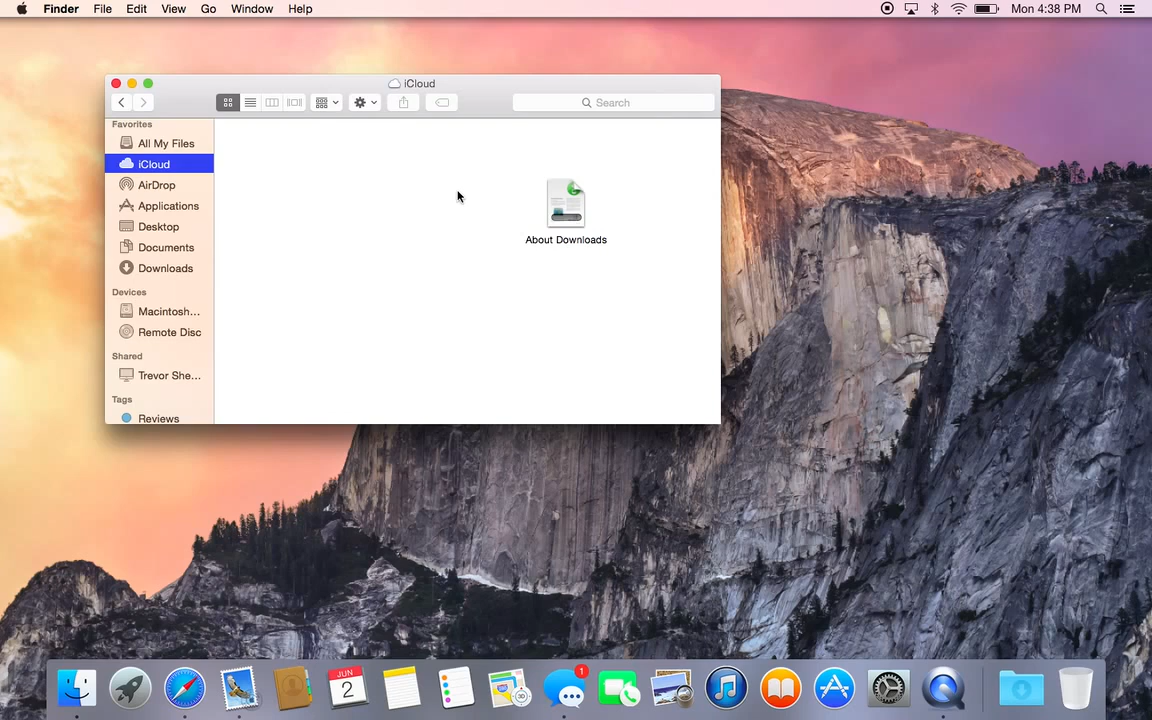 Finder File Edit View Go Window Help Mon 4:38 PM
iCloud
Search
Favorites
All My Files
iCloud
AirDrop
Applications
Desktop
Documents
Downloads
Devices
Macintosh...
Remote Disc
Shared
Trevor She...
Tags
Reviews
About Downloads
JUN
2
1